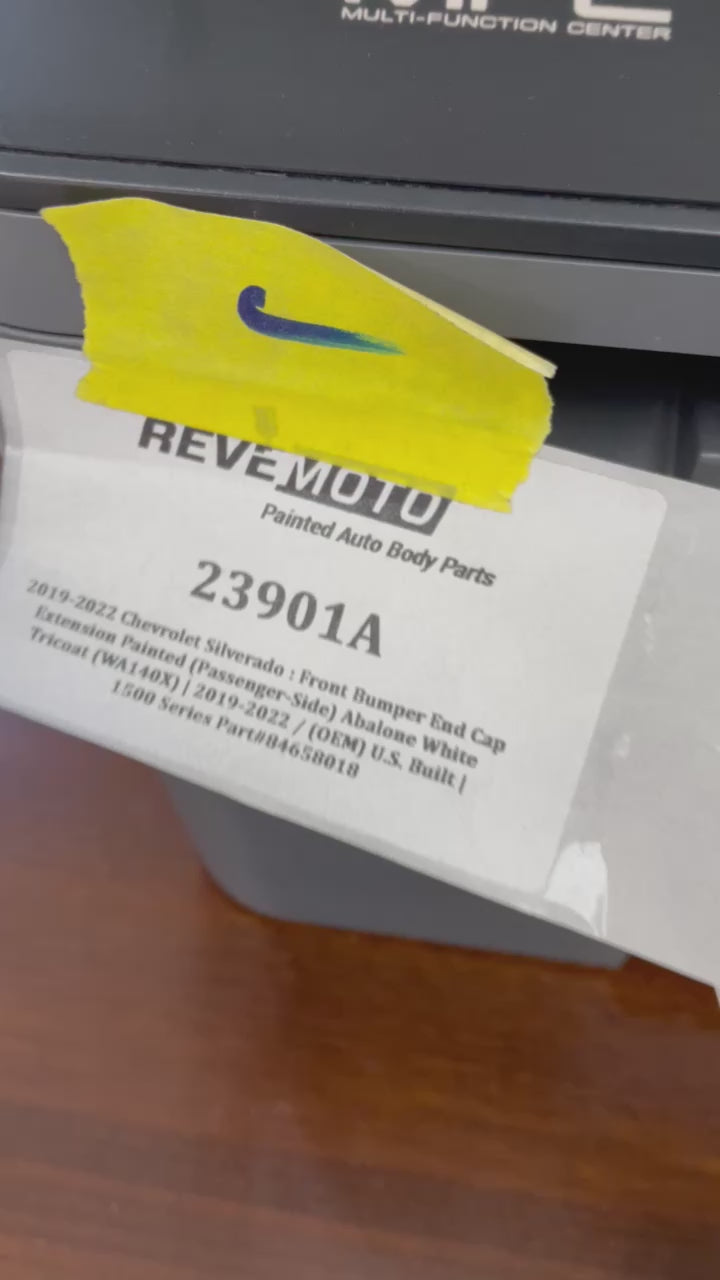 MULTI-FUNCTION CENTER
REVEMOTO
Painted Auto Body Parts
23901A
2019-2022 Chevrolet Silverado : Front Bumper End Cap
Extension Painted (Passenger-Side) Abalone White
Tricoat (WA140X) | 2019-2022 / (OEM) U.S. Built |
1500 Series Part#84658018